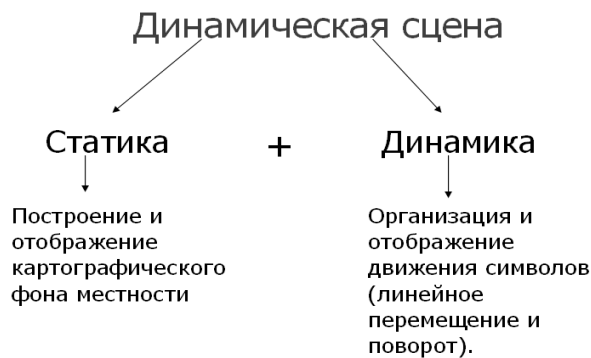 Динамическая сцена
Статика
+
Динамика
Построение и
отображение
картографического
фона местности
Организация и
отображение
движения символов
(линейное
перемещение и
поворот).